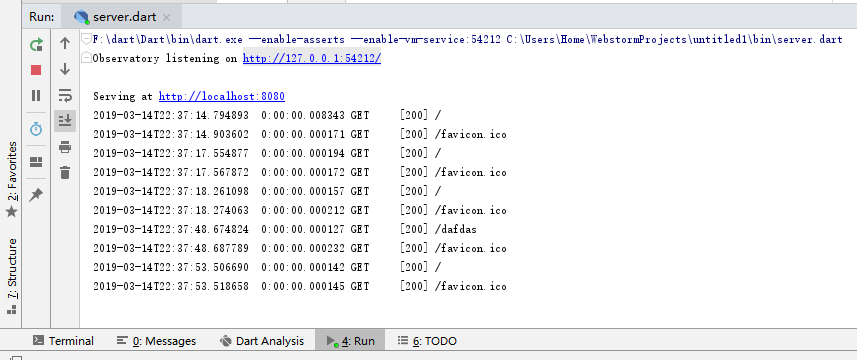 Run: server.dart
F:\dart\Dart\bin\dart.exe --enable-asserts --enable-vm-service:54212 C:\Users\Home\WebstormProjects\untitled1\bin\server.dart
Observatory listening on http://127.0.0.1:54212/
Serving at http://localhost:8080
2019-03-14T22:37:14.794893 0:00:00.008343 GET [200] /
2019-03-14T22:37:14.903602 0:00:00.000171 GET [200] /favicon.ico
2019-03-14T22:37:17.554877 0:00:00.000194 GET [200] /
2019-03-14T22:37:17.567872 0:00:00.000172 GET [200] /favicon.ico
2019-03-14T22:37:18.261098 0:00:00.000157 GET [200] /
2019-03-14T22:37:18.274063 0:00:00.000212 GET [200] /favicon.ico
2019-03-14T22:37:48.674824 0:00:00.000127 GET [200] /dafdas
2019-03-14T22:37:48.687789 0:00:00.000232 GET [200] /favicon.ico
2019-03-14T22:37:53.506690 0:00:00.000142 GET [200] /
2019-03-14T22:37:53.518658 0:00:00.000145 GET [200] /favicon.ico
2: Favorites
7: Structure
Terminal 0: Messages Dart Analysis 4: Run 6: TODO